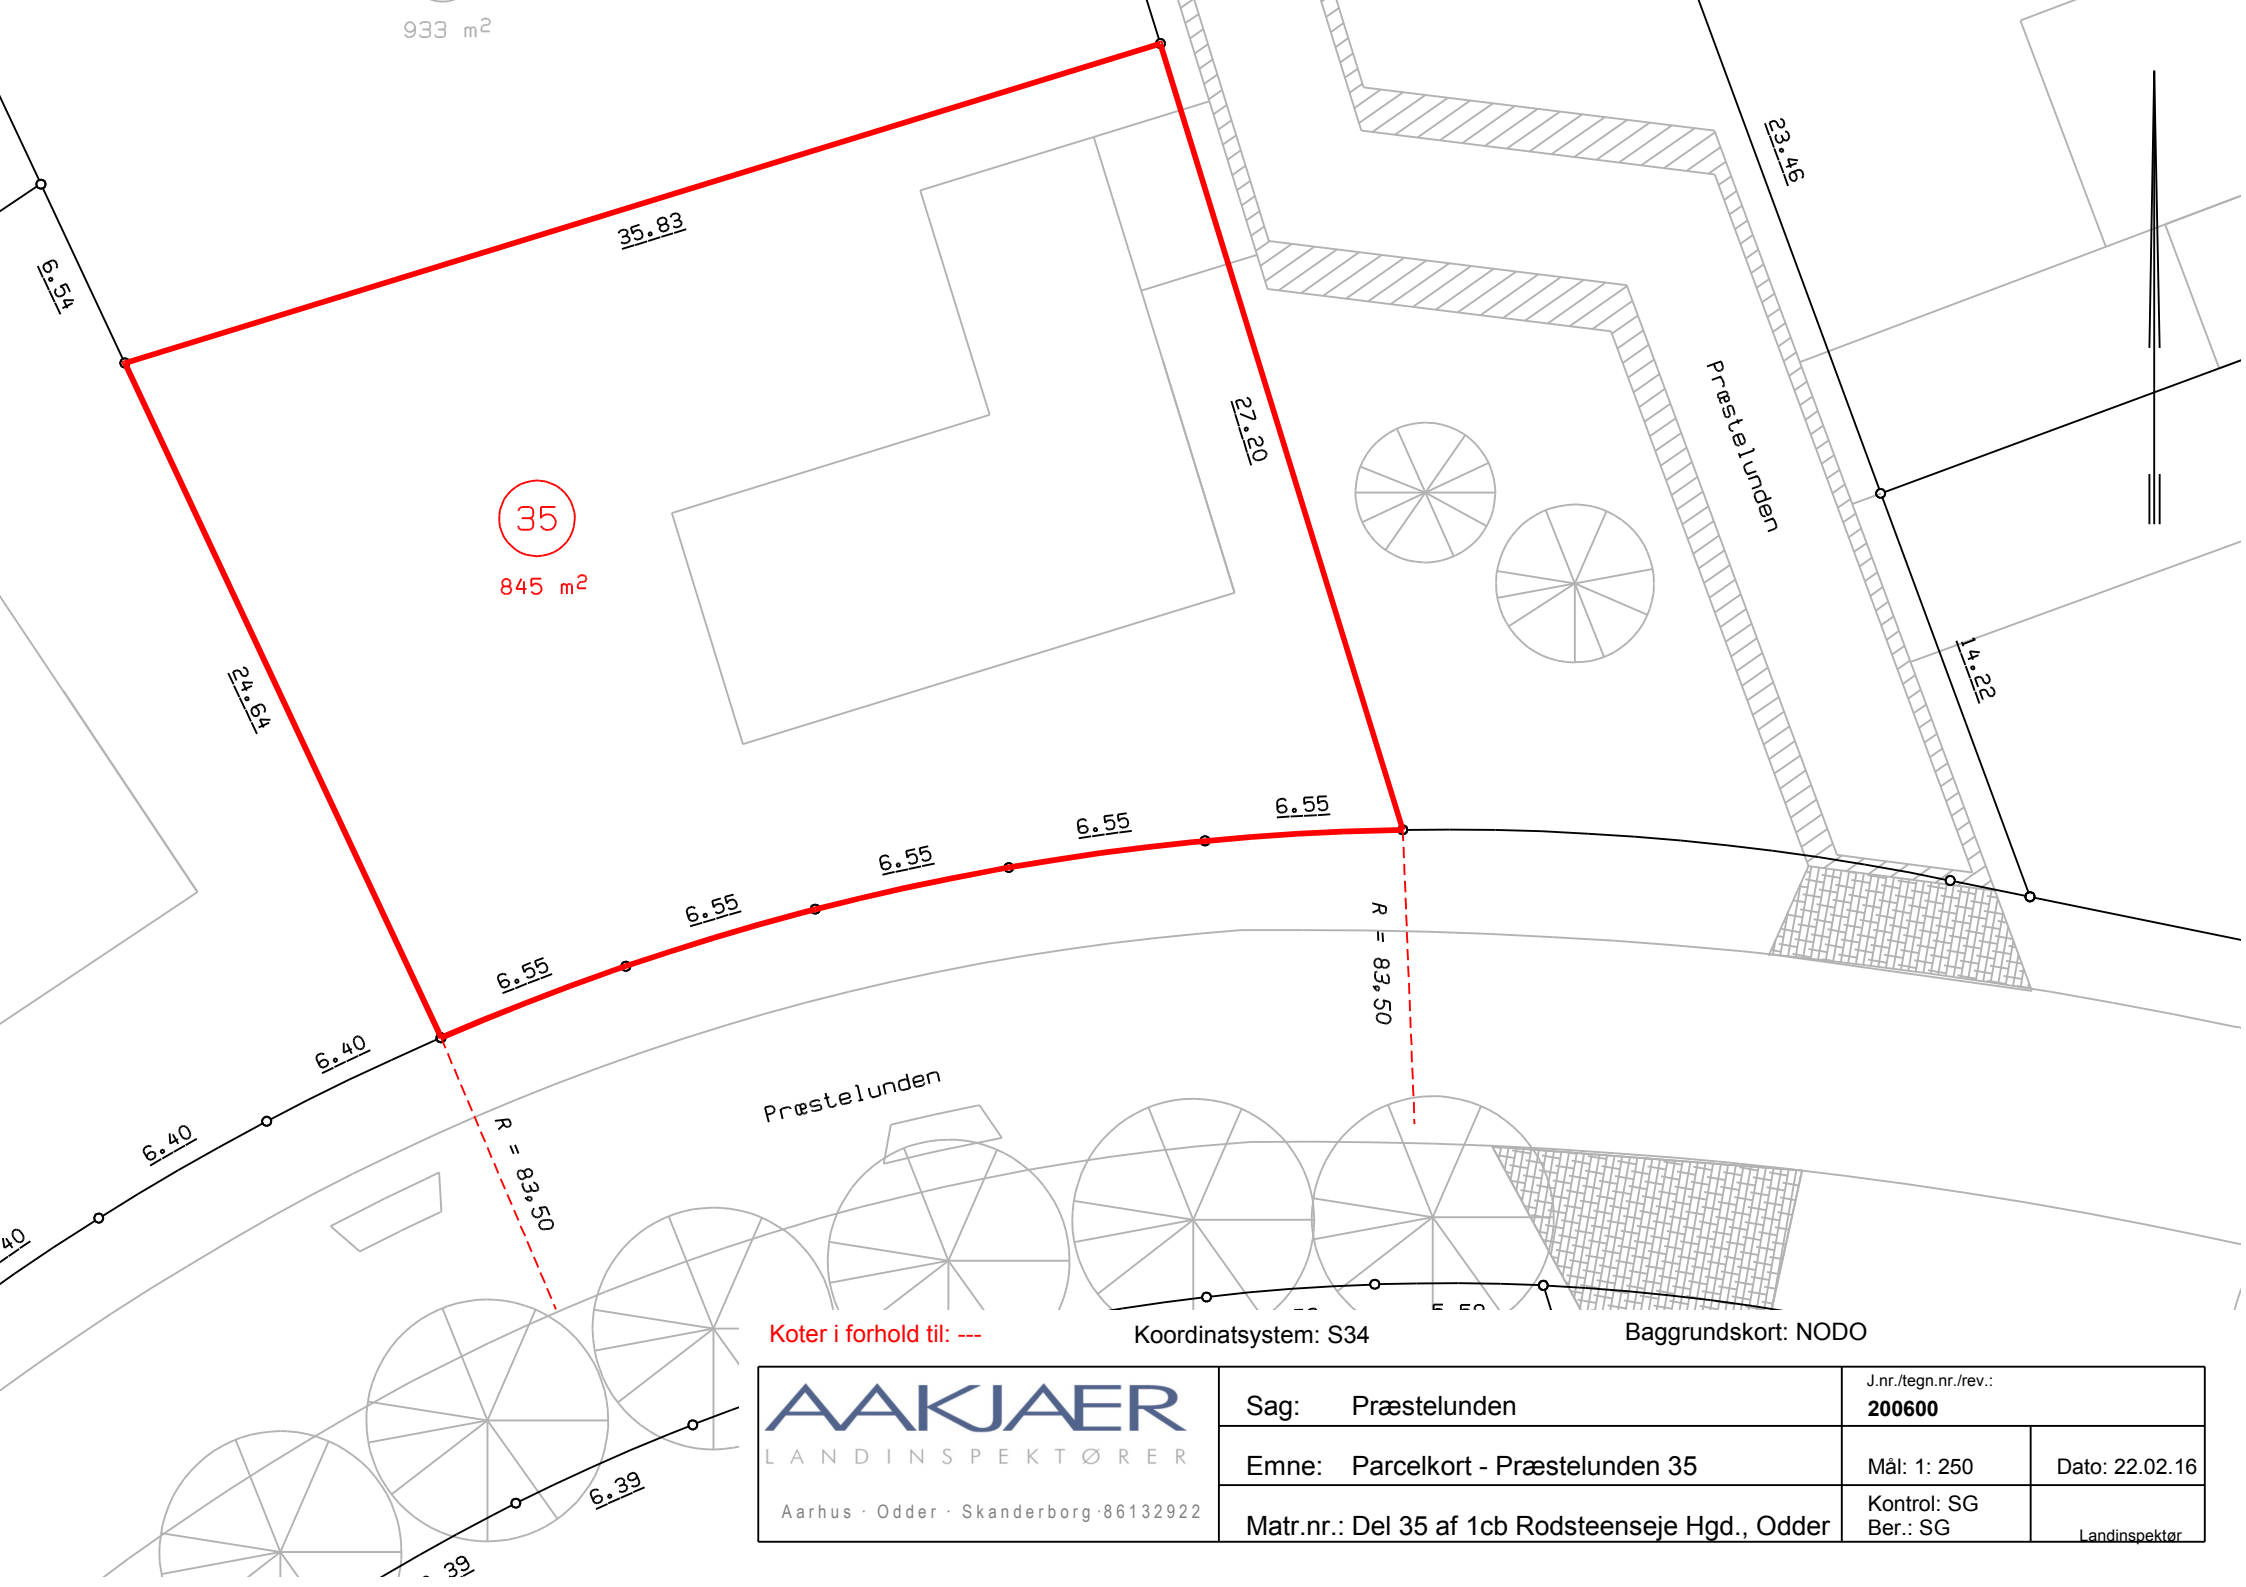 933 m²
35.83
23.46
6.54
27.20
Præstelunden
35
845 m²
24.64
14.22
6.55
6.55
6.55
6.55
6.55
R = 83,50
6.40
6.40
40
Præstelunden
R = 83,50
5.58
6.39
39
Koter i forhold til: ---
Koordinatsystem: S34
Baggrundskort: NODO
AAKJAER
LANDINSPEKTØRER
Aarhus · Odder · Skanderborg ·86132922
Sag: Præstelunden
J.nr./tegn.nr./rev.:
200600
Emne: Parcelkort - Præstelunden 35
Mål: 1: 250
Dato: 22.02.16
Matr.nr.: Del 35 af 1cb Rodsteenseje Hgd., Odder
Kontrol: SG
Ber.: SG
Landinspektør